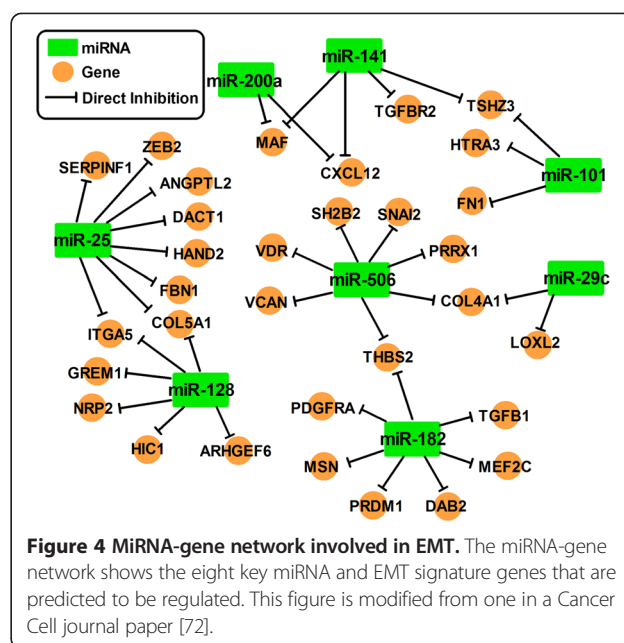 miRNA
Gene
Direct Inhibition
miR-141
miR-200a
TGFBR2
TSHZ3
MAF
HTRA3
CXCL12
miR-101
ZEB2
SERPINF1
ANGPTL2
FN1
SH2B2
SNAI2
DACT1
miR-25
HAND2
VDR
PRRX1
miR-506
miR-29c
FBN1
VCAN
COL4A1
COL5A1
ITGA5
LOXL2
THBS2
GREM1
miR-128
NRP2
PDGFRA
TGFB1
miR-182
HIC1
ARHGEF6
MSN
MEF2C
PRDM1
DAB2
Figure 4 MiRNA-gene network involved in EMT. The miRNA-gene
network shows the eight key miRNA and EMT signature genes that are
predicted to be regulated. This figure is modified from one in a Cancer
Cell journal paper [72].